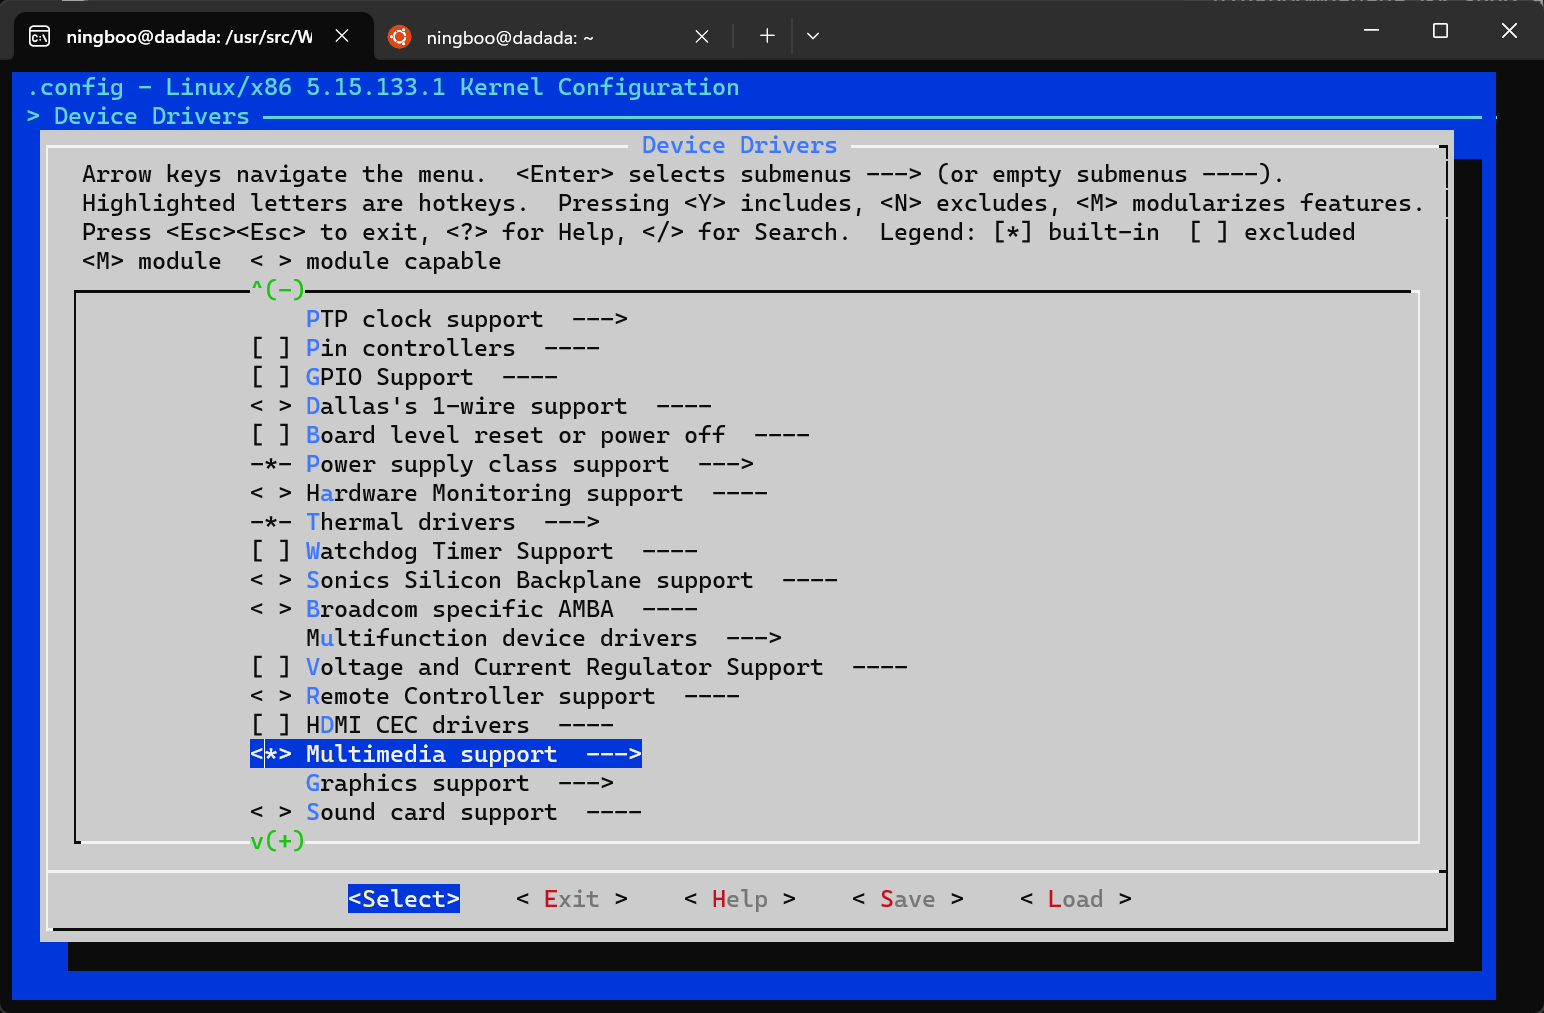 ningboo@dadada: /usr/src/W
ningboo@dadada: ~
.config - Linux/x86 5.15.133.1 Kernel Configuration
> Device Drivers
Device Drivers
Arrow keys navigate the menu.  <Enter> selects submenus ---> (or empty submenus ----).
Highlighted letters are hotkeys.  Pressing <Y> includes, <N> excludes, <M> modularizes features.
Press <Esc><Esc> to exit, <?> for Help, </> for Search.  Legend: [*] built-in  [ ] excluded
<M> module  < > module capable
^(-)
PTP clock support  --->
[ ] Pin controllers  ----
[ ] GPIO Support  ----
< > Dallas's 1-wire support  ----
[ ] Board level reset or power off  ----
-*- Power supply class support  --->
< > Hardware Monitoring support  ----
-*- Thermal drivers  --->
[ ] Watchdog Timer Support  ----
< > Sonics Silicon Backplane support  ----
< > Broadcom specific AMBA  ----
Multifunction device drivers  --->
[ ] Voltage and Current Regulator Support  ----
< > Remote Controller support  ----
[ ] HDMI CEC drivers  ----
<*> Multimedia support  --->
Graphics support  --->
< > Sound card support  ----
v(+)
<Select>    < Exit >    < Help >    < Save >    < Load >